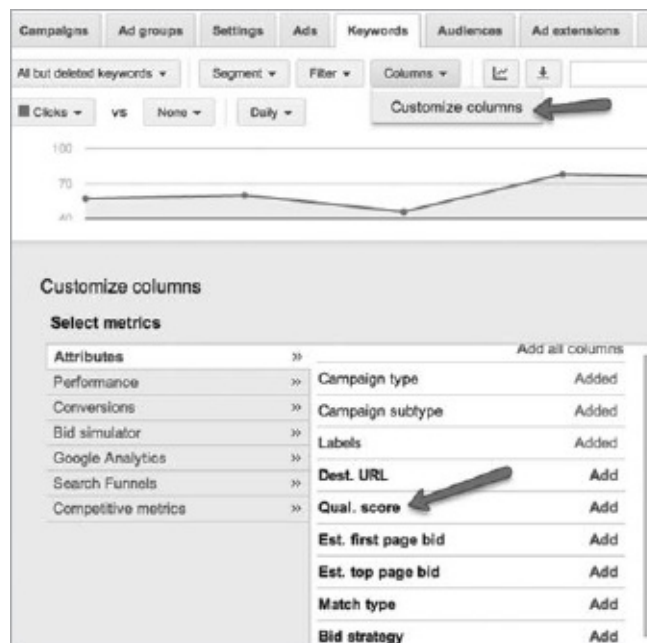 Campaigns Ad groups Settings Ads Keywords Audiences Ad extensions
All but deleted keywords Segment Filter Columns
Clicks VS None Daily
Customize columns
100
70
40
Customize columns
Select metrics
Add all columns
Attributes »
Performance »
Conversions »
Bid simulator »
Google Analytics »
Search Funnels »
Competitive metrics »
Campaign type Added
Campaign subtype Added
Labels Added
Dest. URL Add
Qual. score Add
Est. first page bid Add
Est. top page bid Add
Match type Add
Bid strategy Add